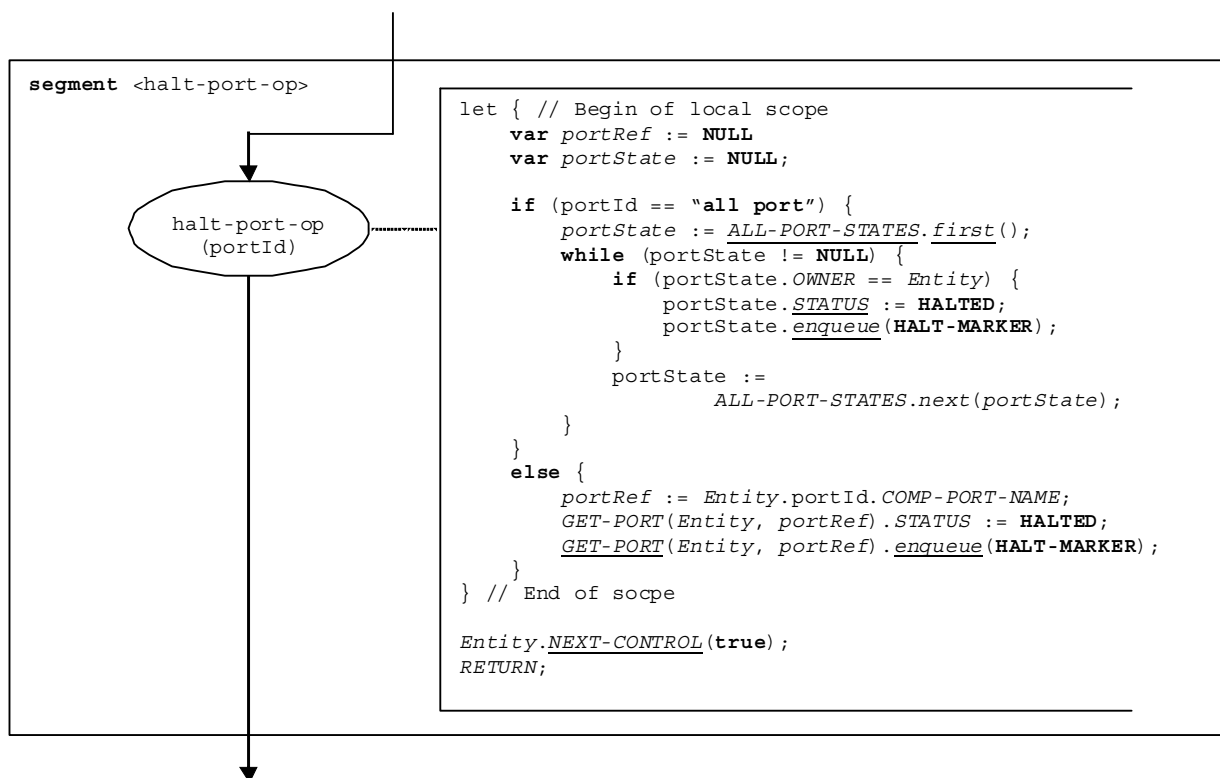 segment <halt-port-op>
halt-port-op
(portId)
let { // Begin of local scope
var portRef := NULL
var portState := NULL;
if (portId == “all port”) {
portState := ALL-PORT-STATES.first();
while (portState != NULL) {
if (portState.OWNER == Entity) {
portState.STATUS := HALTED;
portState.enqueue(HALT-MARKER);
}
portState :=
ALL-PORT-STATES.next(portState);
}
}
else {
portRef := Entity.portId.COMP-PORT-NAME;
GET-PORT(Entity, portRef).STATUS := HALTED;
GET-PORT(Entity, portRef).enqueue(HALT-MARKER);
}
} // End of socpe
Entity.NEXT-CONTROL(true);
RETURN;